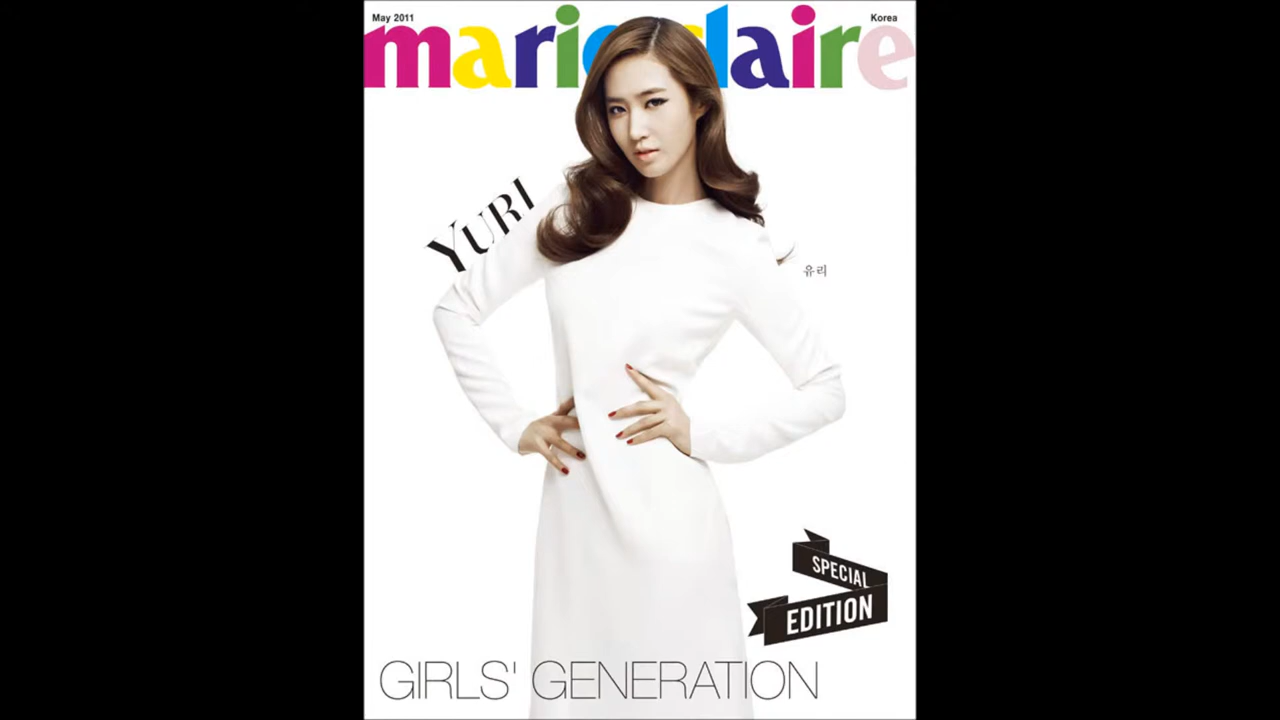 May 2011
Korea
marie claire
YURI
유리
SPECIAL
EDITION
GIRLS' GENERATION